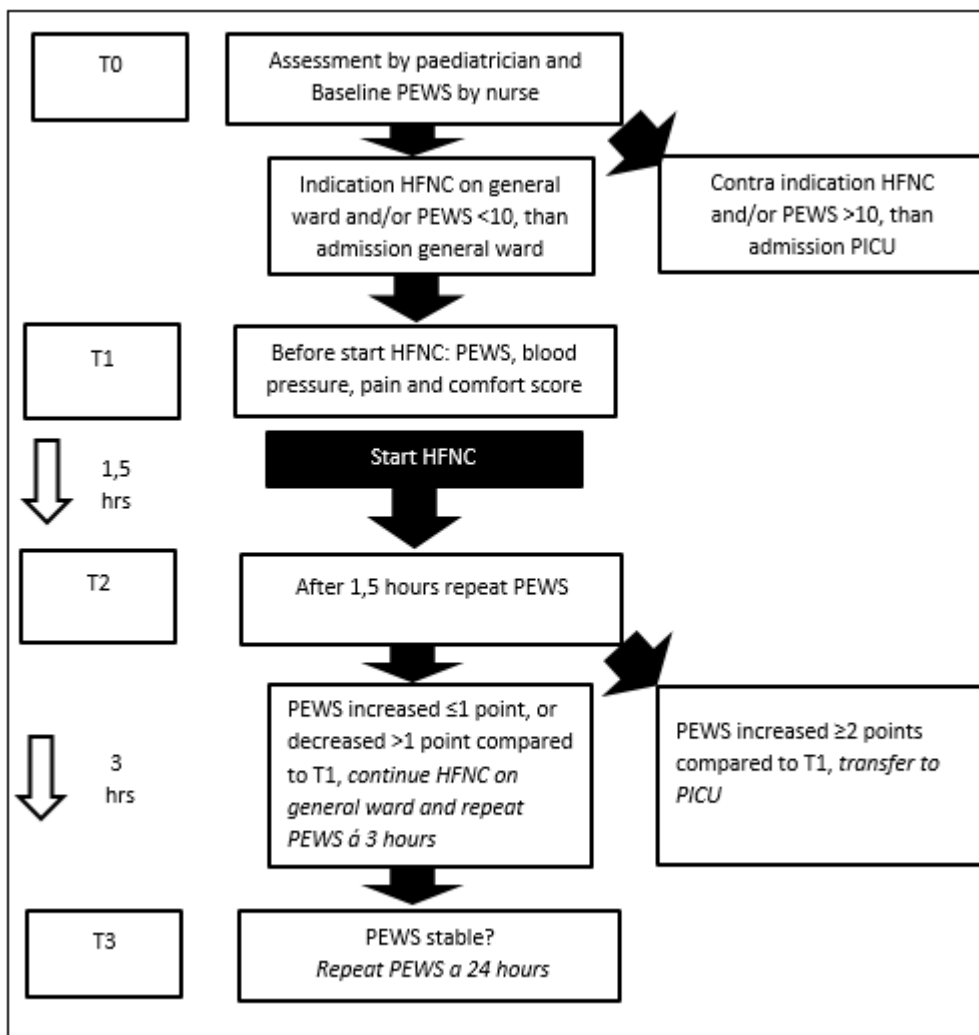 T0
Assessment by paediatrician and
Baseline PEWS by nurse
Indication HFNC on general
ward and/or PEWS <10, than
admission general ward
Contra indication HFNC
and/or PEWS >10, than
admission PICU
T1
Before start HFNC: PEWS, blood
pressure, pain and comfort score
1,5
hrs
Start HFNC
T2
After 1,5 hours repeat PEWS
3
hrs
PEWS increased ≤1 point, or
decreased >1 point compared
to T1, continue HFNC on
general ward and repeat
PEWS á 3 hours
PEWS increased ≥2 points
compared to T1, transfer to
PICU
T3
PEWS stable?
Repeat PEWS a 24 hours